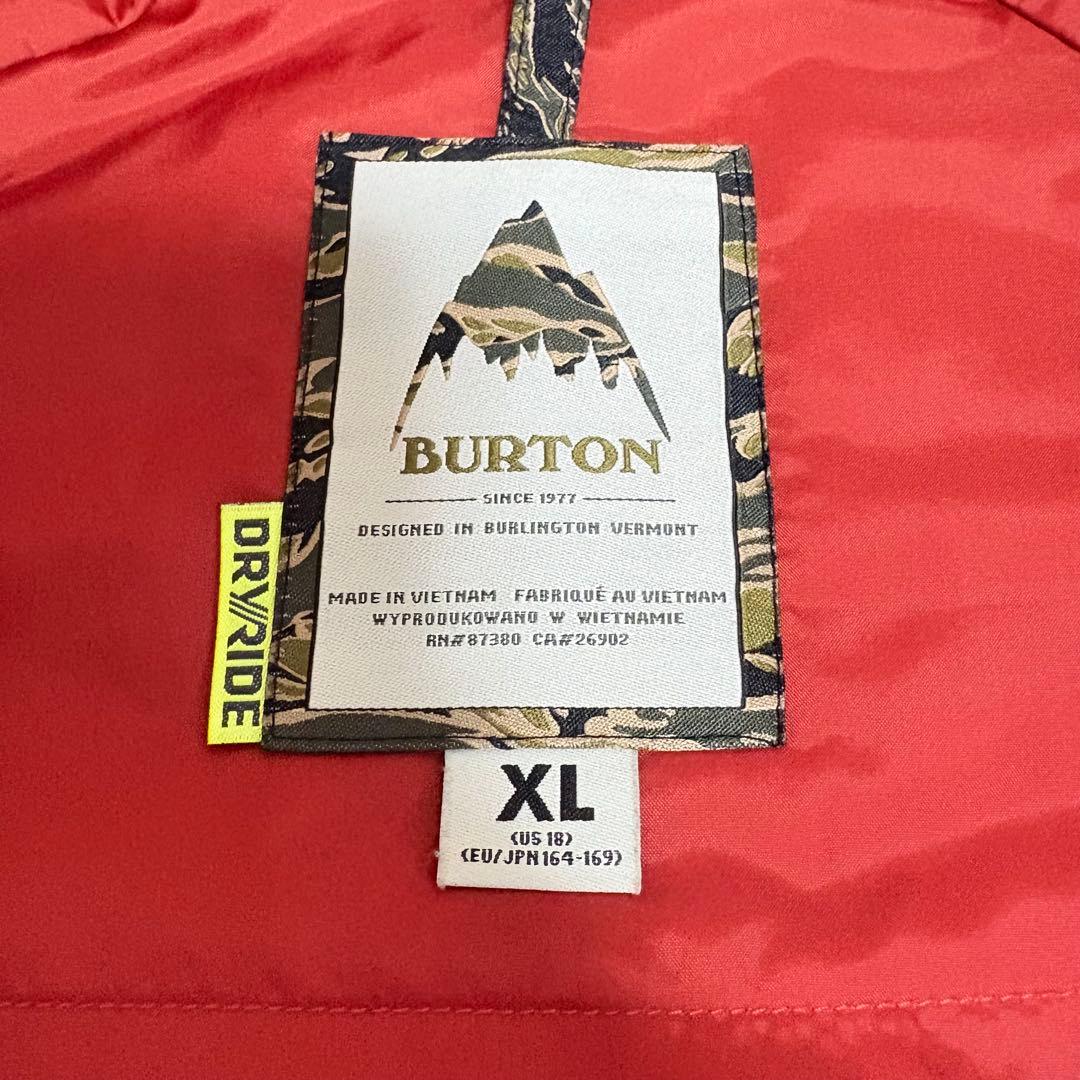 BURTON
SINCE 1977
DESIGNED IN BURLINGTON VERMONT
MADE IN VIETNAM FABRIQUÉ AU VIETNAM
WYPRODUKOWANO W WIETNAMIE
RN#87380 CA#26902
DRY//RIDE
XL
(US 18)
(EU/JPN 164-169)